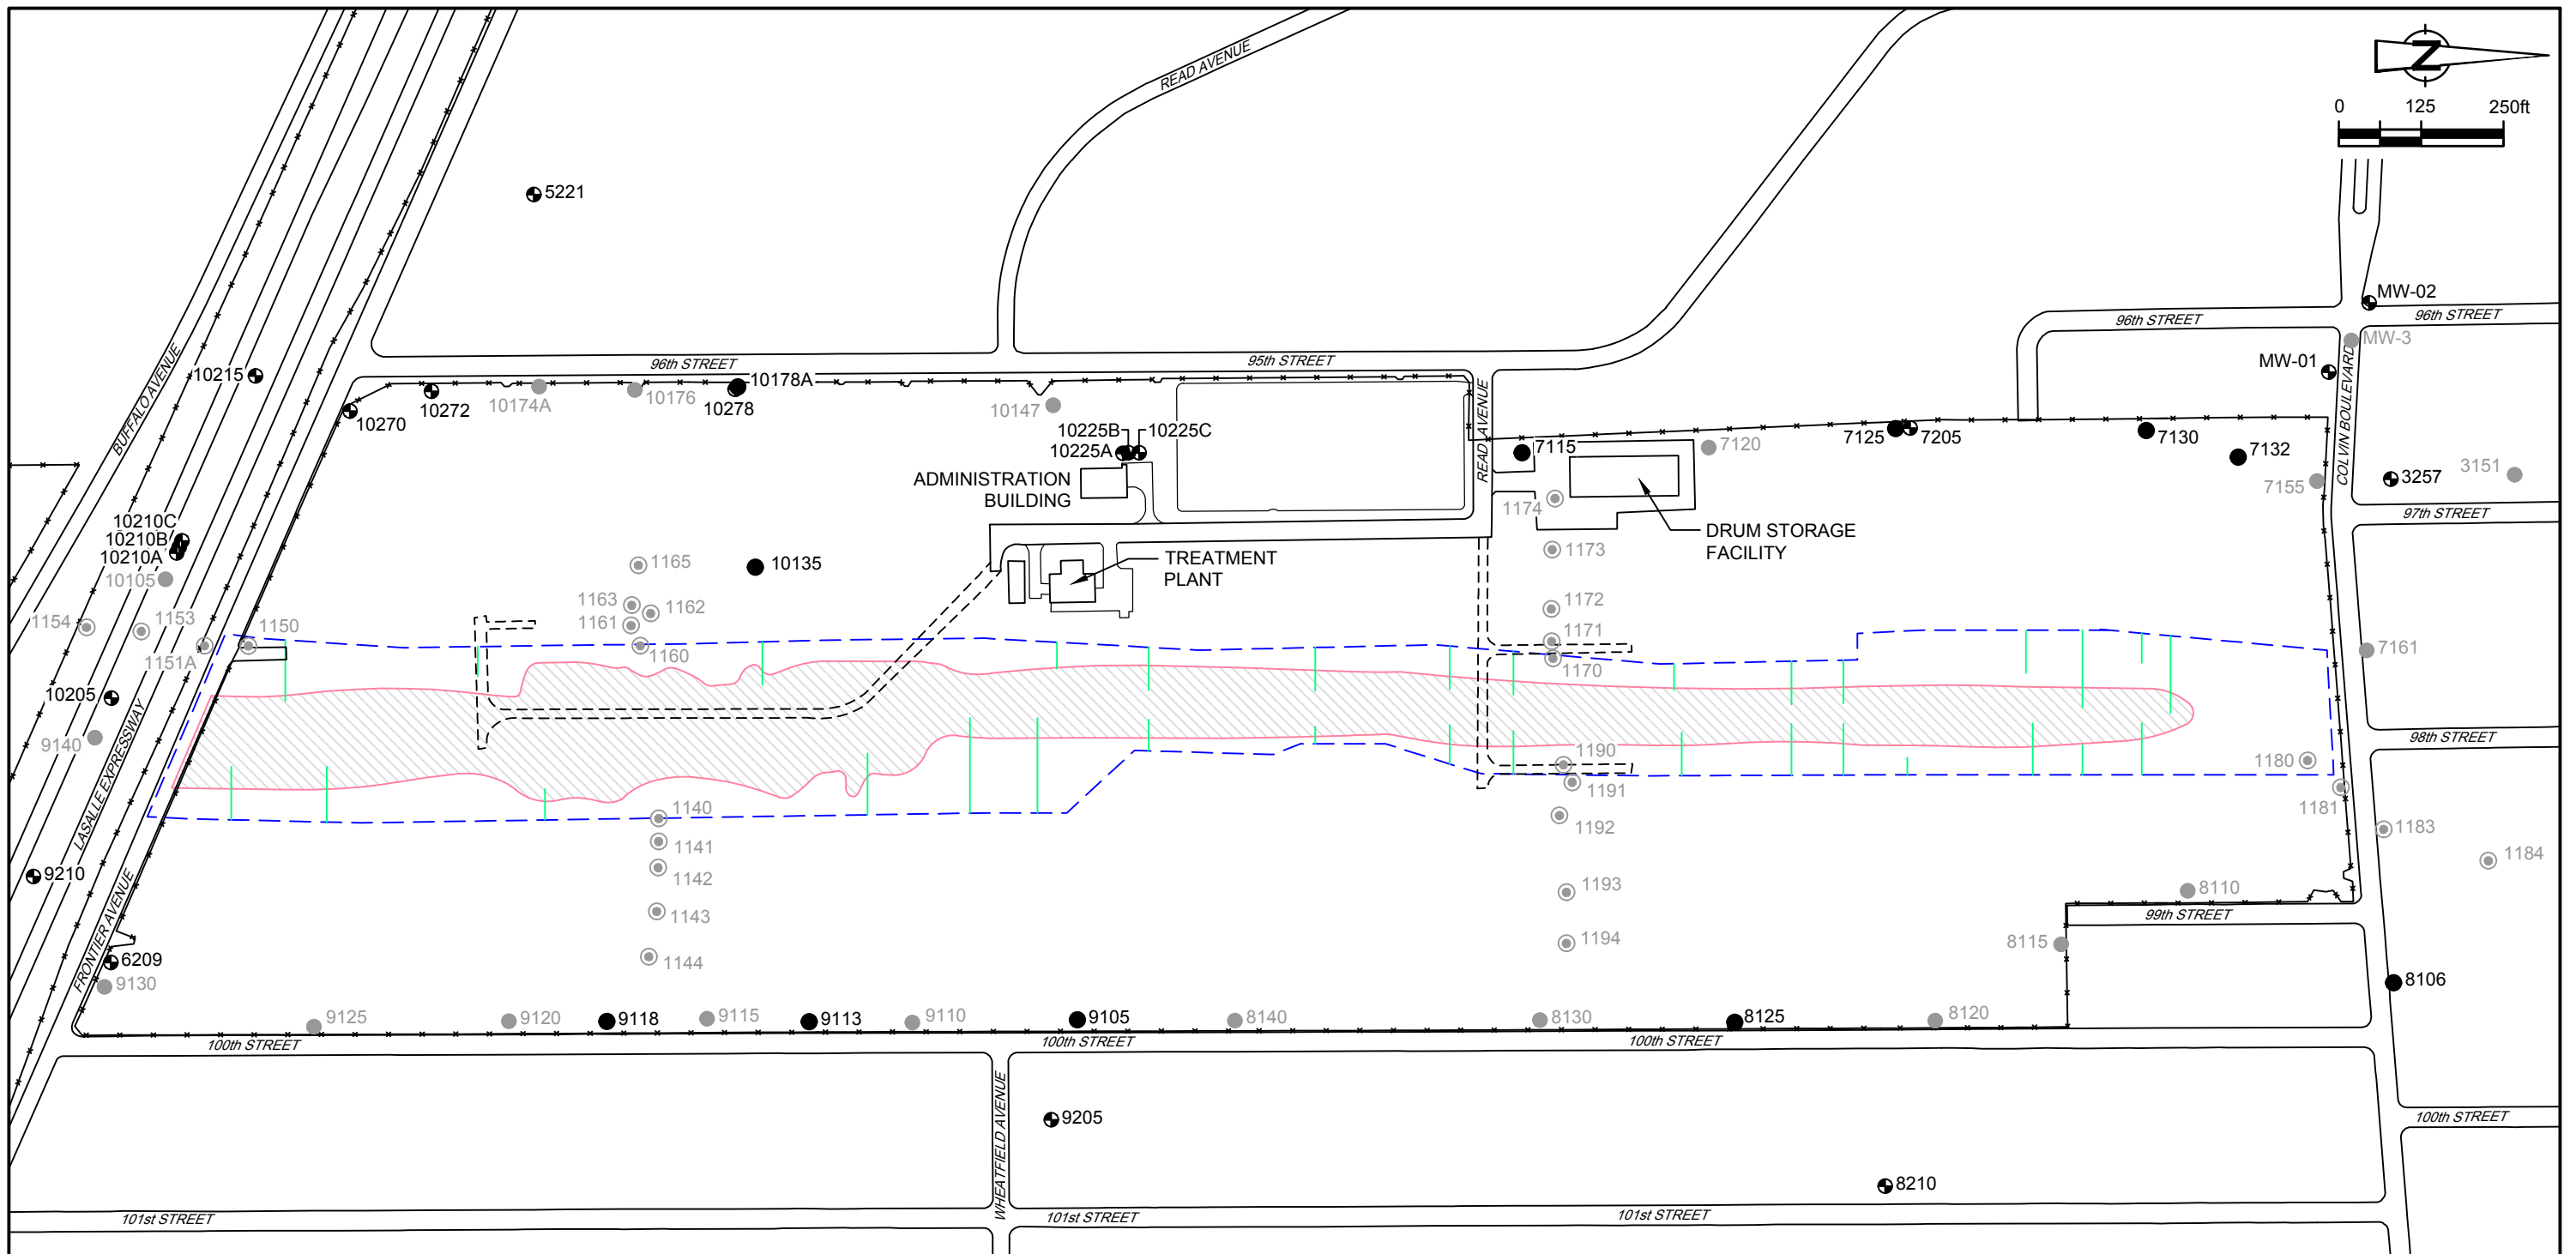 READ AVENUE
N
0 125 250ft
5221
BUFFALO AVENUE
10215
96th STREET
95th STREET
96th STREET
96th STREET
MW-02
MW-3
MW-01
10270
10272
10174A
10176
10178A
10278
10147
10225B
10225C
10225A
ADMINISTRATION
BUILDING
READ AVENUE
7115
7120
7125
7205
7130
7132
7155
COLVIN BOULEVARD
3257
3151
97th STREET
1174
DRUM STORAGE
FACILITY
10210C
10210B
10210A
10105
1165
10135
TREATMENT
PLANT
1173
1154
1153
1150
1151A
1163
1162
1161
1160
1172
1171
1170
7161
10205
9140
LASALLE EXPRESSWAY
98th STREET
1190
1180
1191
1181
1140
1192
1183
1141
1184
1142
9210
FRONTIER AVENUE
1193
8110
1143
99th STREET
1194
8115
6209
1144
9130
8106
9125
9120
9118
9115
9113
9110
9105
8140
8130
8125
8120
100th STREET
100th STREET
100th STREET
WHEATFIELD AVENUE
9205
100th STREET
8210
101st STREET
101st STREET
101st STREET